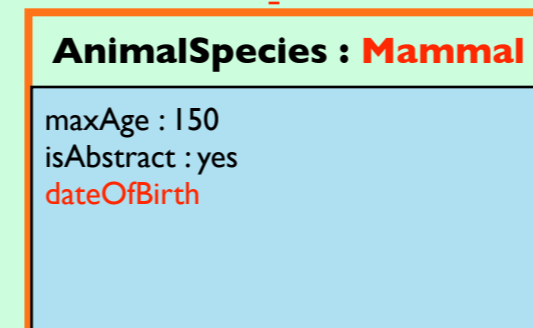 AnimalSpecies : Mammal
maxAge : 150
isAbstract : yes
dateOfBirth